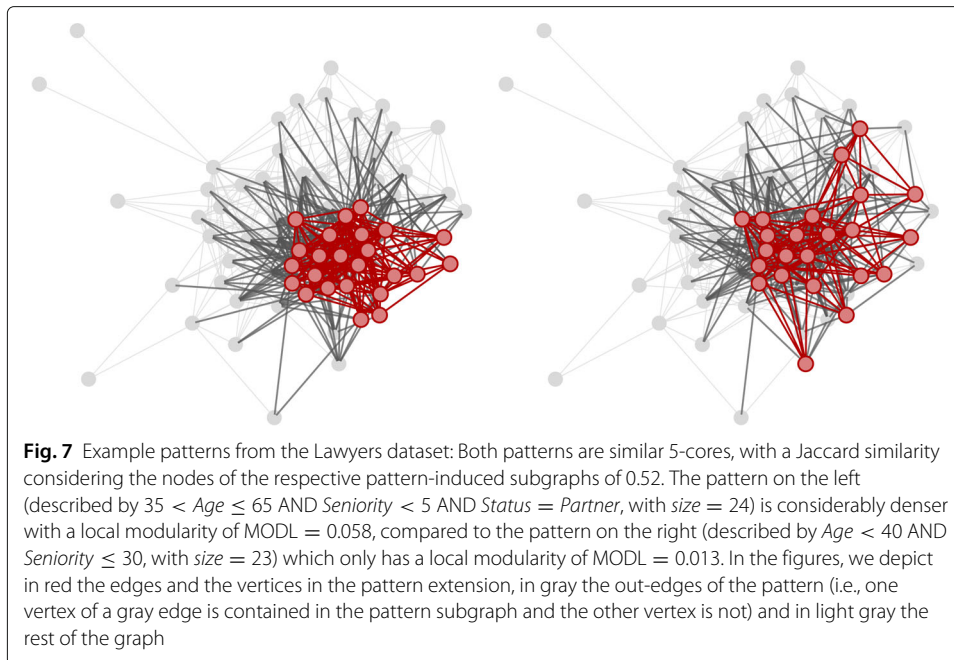 Fig. 7 Example patterns from the Lawyers dataset: Both patterns are similar 5-cores, with a Jaccard similarity
considering the nodes of the respective pattern-induced subgraphs of 0.52. The pattern on the left
(described by 35 < Age ≤ 65 AND Seniority < 5 AND Status = Partner, with size = 24) is considerably denser
with a local modularity of MODL = 0.058, compared to the pattern on the right (described by Age < 40 AND
Seniority ≤ 30, with size = 23) which only has a local modularity of MODL = 0.013. In the figures, we depict
in red the edges and the vertices in the pattern extension, in gray the out-edges of the pattern (i.e., one
vertex of a gray edge is contained in the pattern subgraph and the other vertex is not) and in light gray the
rest of the graph